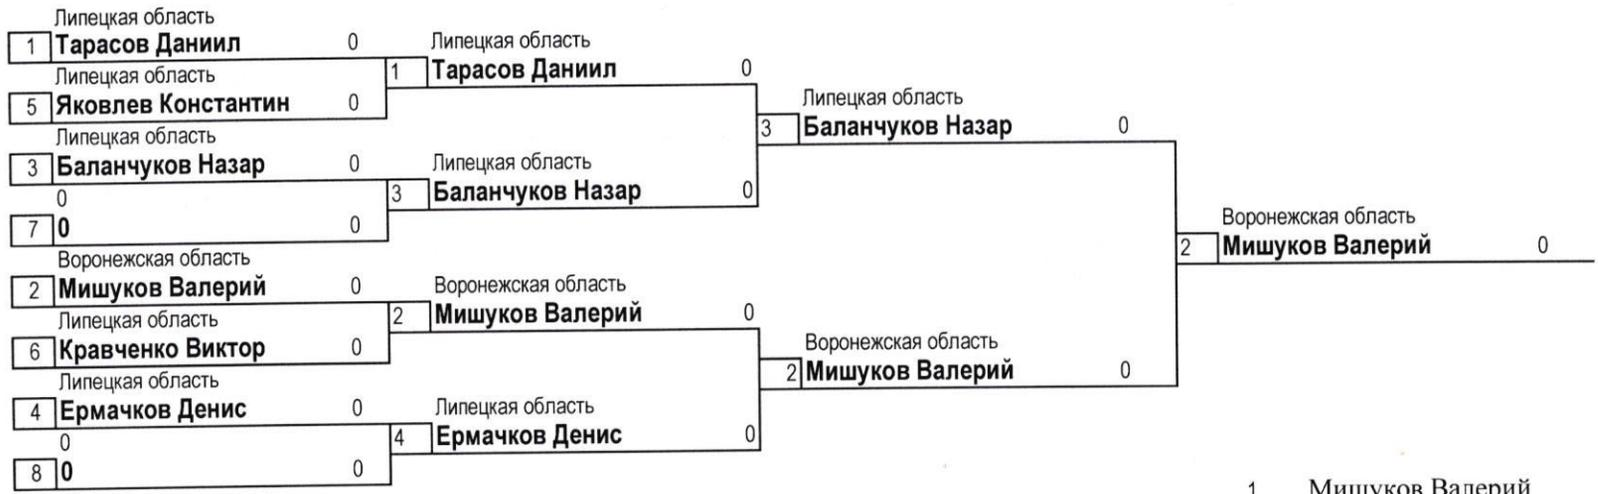 Липецкая область
1 Тарасов Даниил 0
Липецкая область
5 Яковлев Константин 0
Липецкая область
3 Баланчуков Назар 0
0
7 0 0
Воронежская область
2 Мишуков Валерий 0
Липецкая область
6 Кравченко Виктор 0
Липецкая область
4 Ермачков Денис 0
0
8 0 0
Липецкая область
1 Тарасов Даниил 0
Липецкая область
3 Баланчуков Назар 0
Воронежская область
2 Мишуков Валерий 0
Липецкая область
4 Ермачков Денис 0
Липецкая область
3 Баланчуков Назар 0
Воронежская область
2 Мишуков Валерий 0
Воронежская область
2 Мишуков Валерий 0
1 Мишуков Валерий